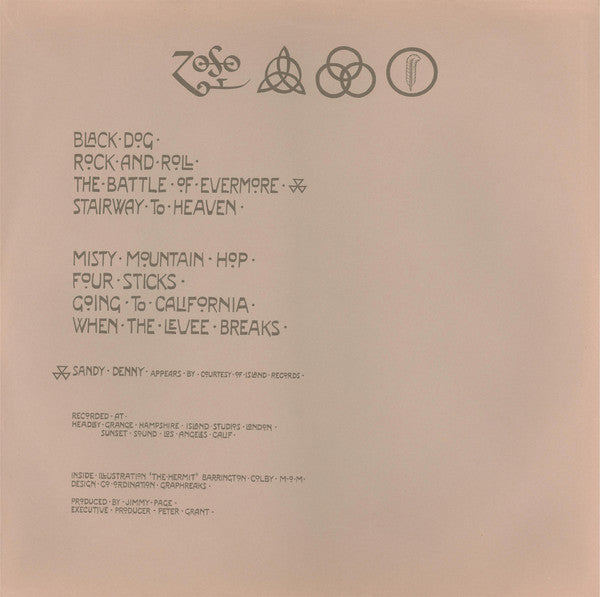 ZoSo
BLACK·DOG·
ROCK·AND·ROLL·
THE·BATTLE·OF·EVERMORE·
STAIRWAY·To·HEAVEN·
MISTY·MOUNTAIN·HOP·
FOUR·STICKS·
GOING·To·CALIFORNIA·
WHEN·THE·LEVEE·BREAKS·
SANDY·DENNY·APPEARS·BY·COURTESY·OF·ISLAND·RECORDS·
RECORDED·AT·
HEADLEY·GRANGE·HAMPSHIRE·ISLAND·STUDIOS·LONDON·
SUNSET·SOUND·LOS·ANGELES·CALIF·
INSIDE·ILLUSTRATION "THE·HERMIT" BARRINGTON·COLBY·M·O·M·
DESIGN·CO·ORDINATION·GRAPHREAKS·
PRODUCED·BY·JIMMY·PAGE·
EXECUTIVE·PRODUCER·PETER·GRANT·